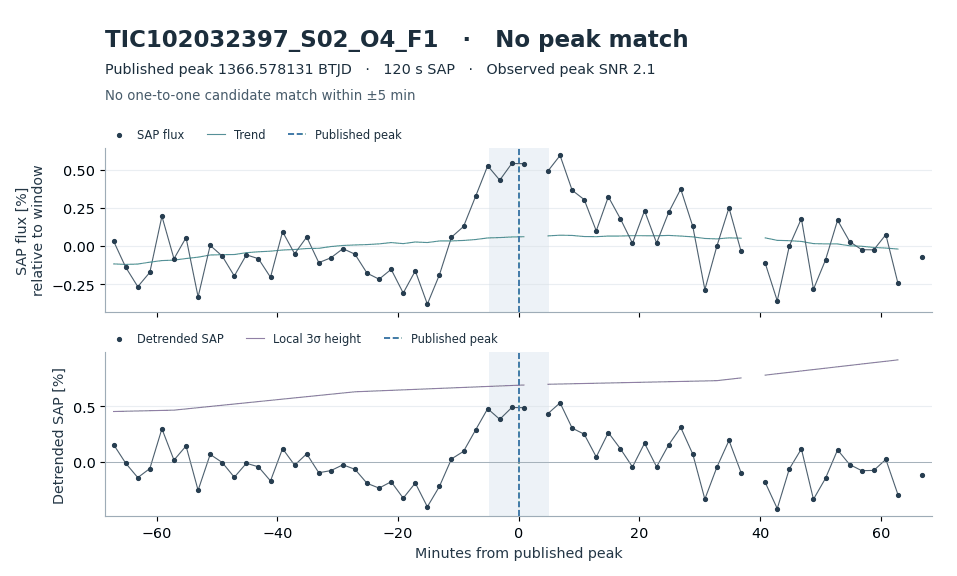 TIC102032397_S02_O4_F1 · No peak match
Published peak 1366.578131 BTJD · 120 s SAP · Observed peak SNR 2.1
No one-to-one candidate match within ±5 min
SAP flux Trend Published peak
SAP flux [%]
relative to window
0.50
0.25
0.00
−0.25
Detrended SAP Local 3σ height Published peak
Detrended SAP [%]
0.5
0.0
−60 −40 −20 0 20 40 60
Minutes from published peak